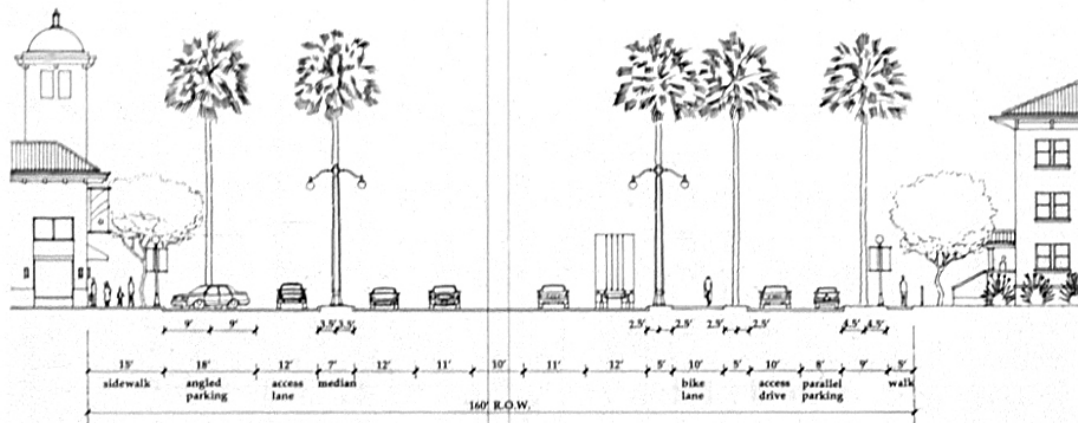 9' 9' 3.5' 3.5' 2.5' 2.5' 2.5' 2.5' 4.5' 4.5'
15' 18' 12' 7' 12' 11' 10' 11' 12' 5' 10' 5' 10' 8' 9' 5'
sidewalk angled access median bike access parallel walk
parking lane lane drive parking
160' R.O.W.